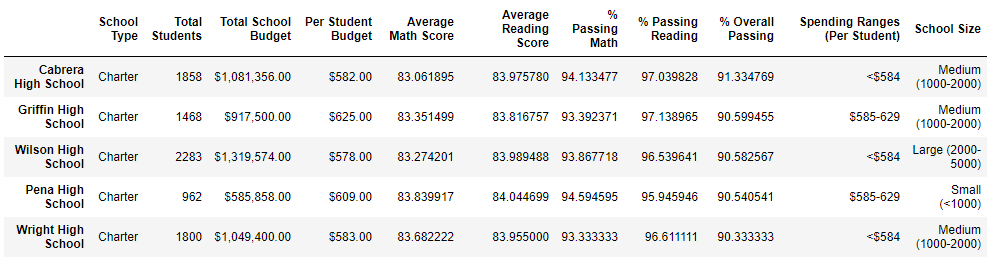 School Type Total Students Total School Budget Per Student Budget Average Math Score Average Reading Score % Passing Math % Passing Reading % Overall Passing Spending Ranges (Per Student) School Size
Cabrera High School Charter 1858 $1,081,356.00 $582.00 83.061895 83.975780 94.133477 97.039828 91.334769 <$584 Medium (1000-2000)
Griffin High School Charter 1468 $917,500.00 $625.00 83.351499 83.816757 93.392371 97.138965 90.599455 $585-629 Medium (1000-2000)
Wilson High School Charter 2283 $1,319,574.00 $578.00 83.274201 83.989488 93.867718 96.539641 90.582567 <$584 Large (2000-5000)
Pena High School Charter 962 $585,858.00 $609.00 83.839917 84.044699 94.594595 95.945946 90.540541 $585-629 Small (<1000)
Wright High School Charter 1800 $1,049,400.00 $583.00 83.682222 83.955000 93.333333 96.611111 90.333333 <$584 Medium (1000-2000)